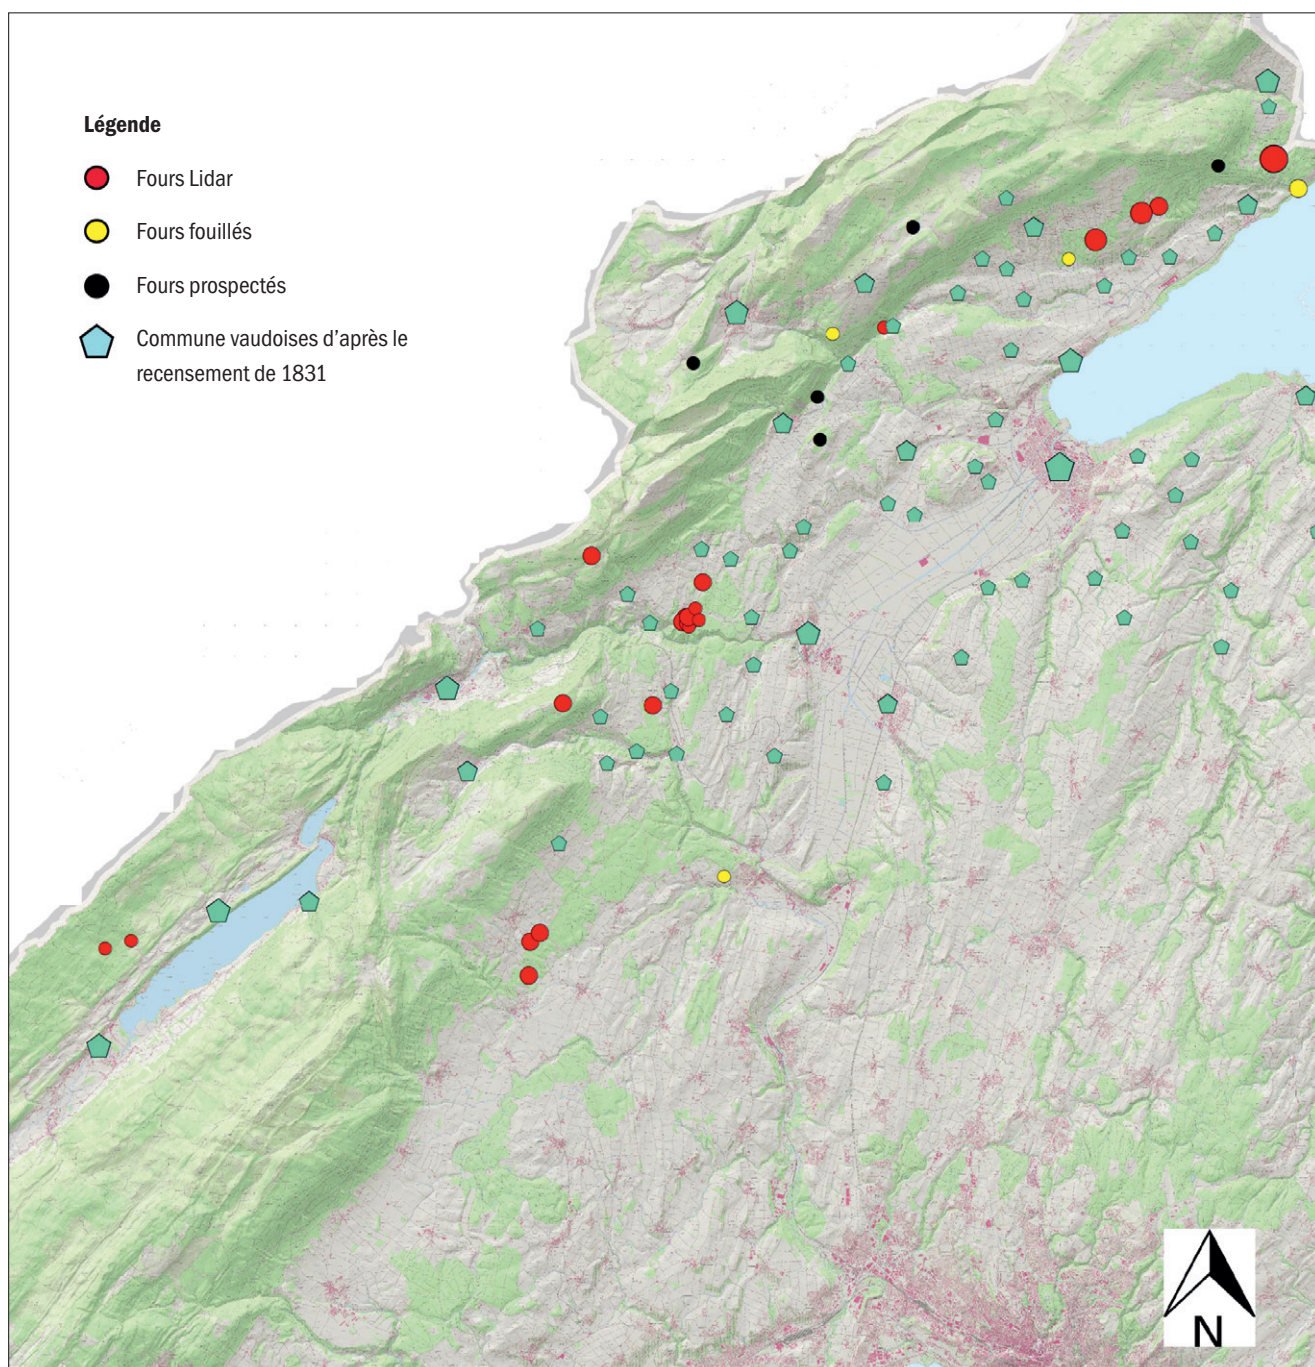 Légende
Fours Lidar
Fours fouillés
Fours prospectés
Commune vaudoises d'après le
recensement de 1831
N